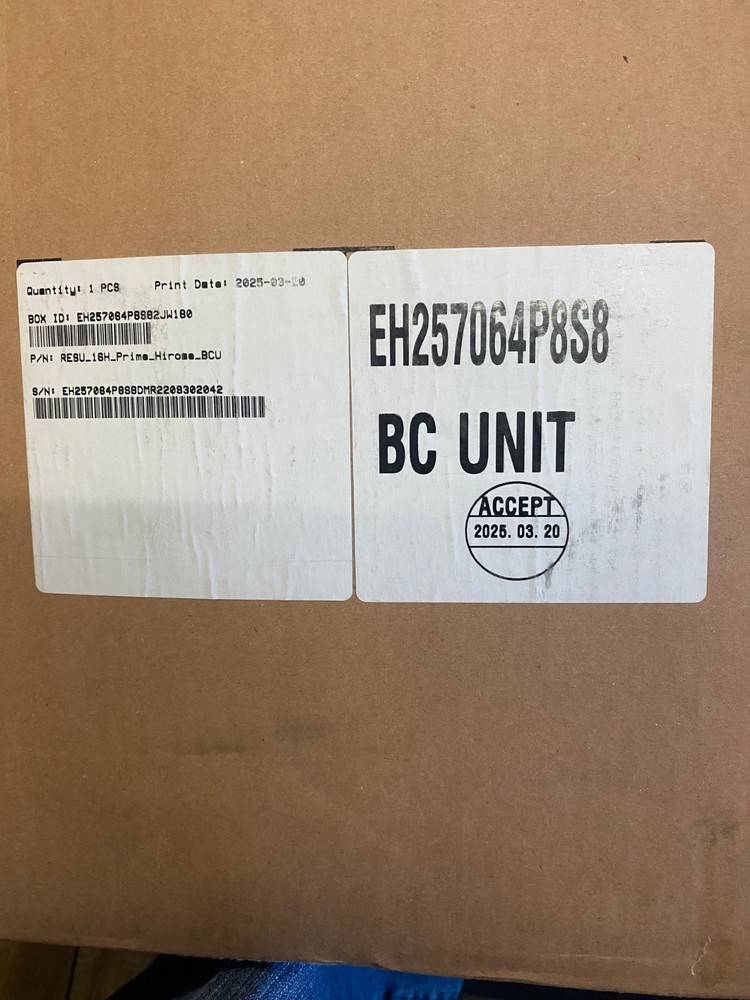 Quantity: 1 PCS Print Date: 2025-03-20
BOX ID: EH257064P8S82JW180
P/N: RESU_16H_Prime_Hirose_BCU
S/N: EH257064P8S8DMR2208302042
EH257064P8S8
BC UNIT
ACCEPT
2025. 03. 20